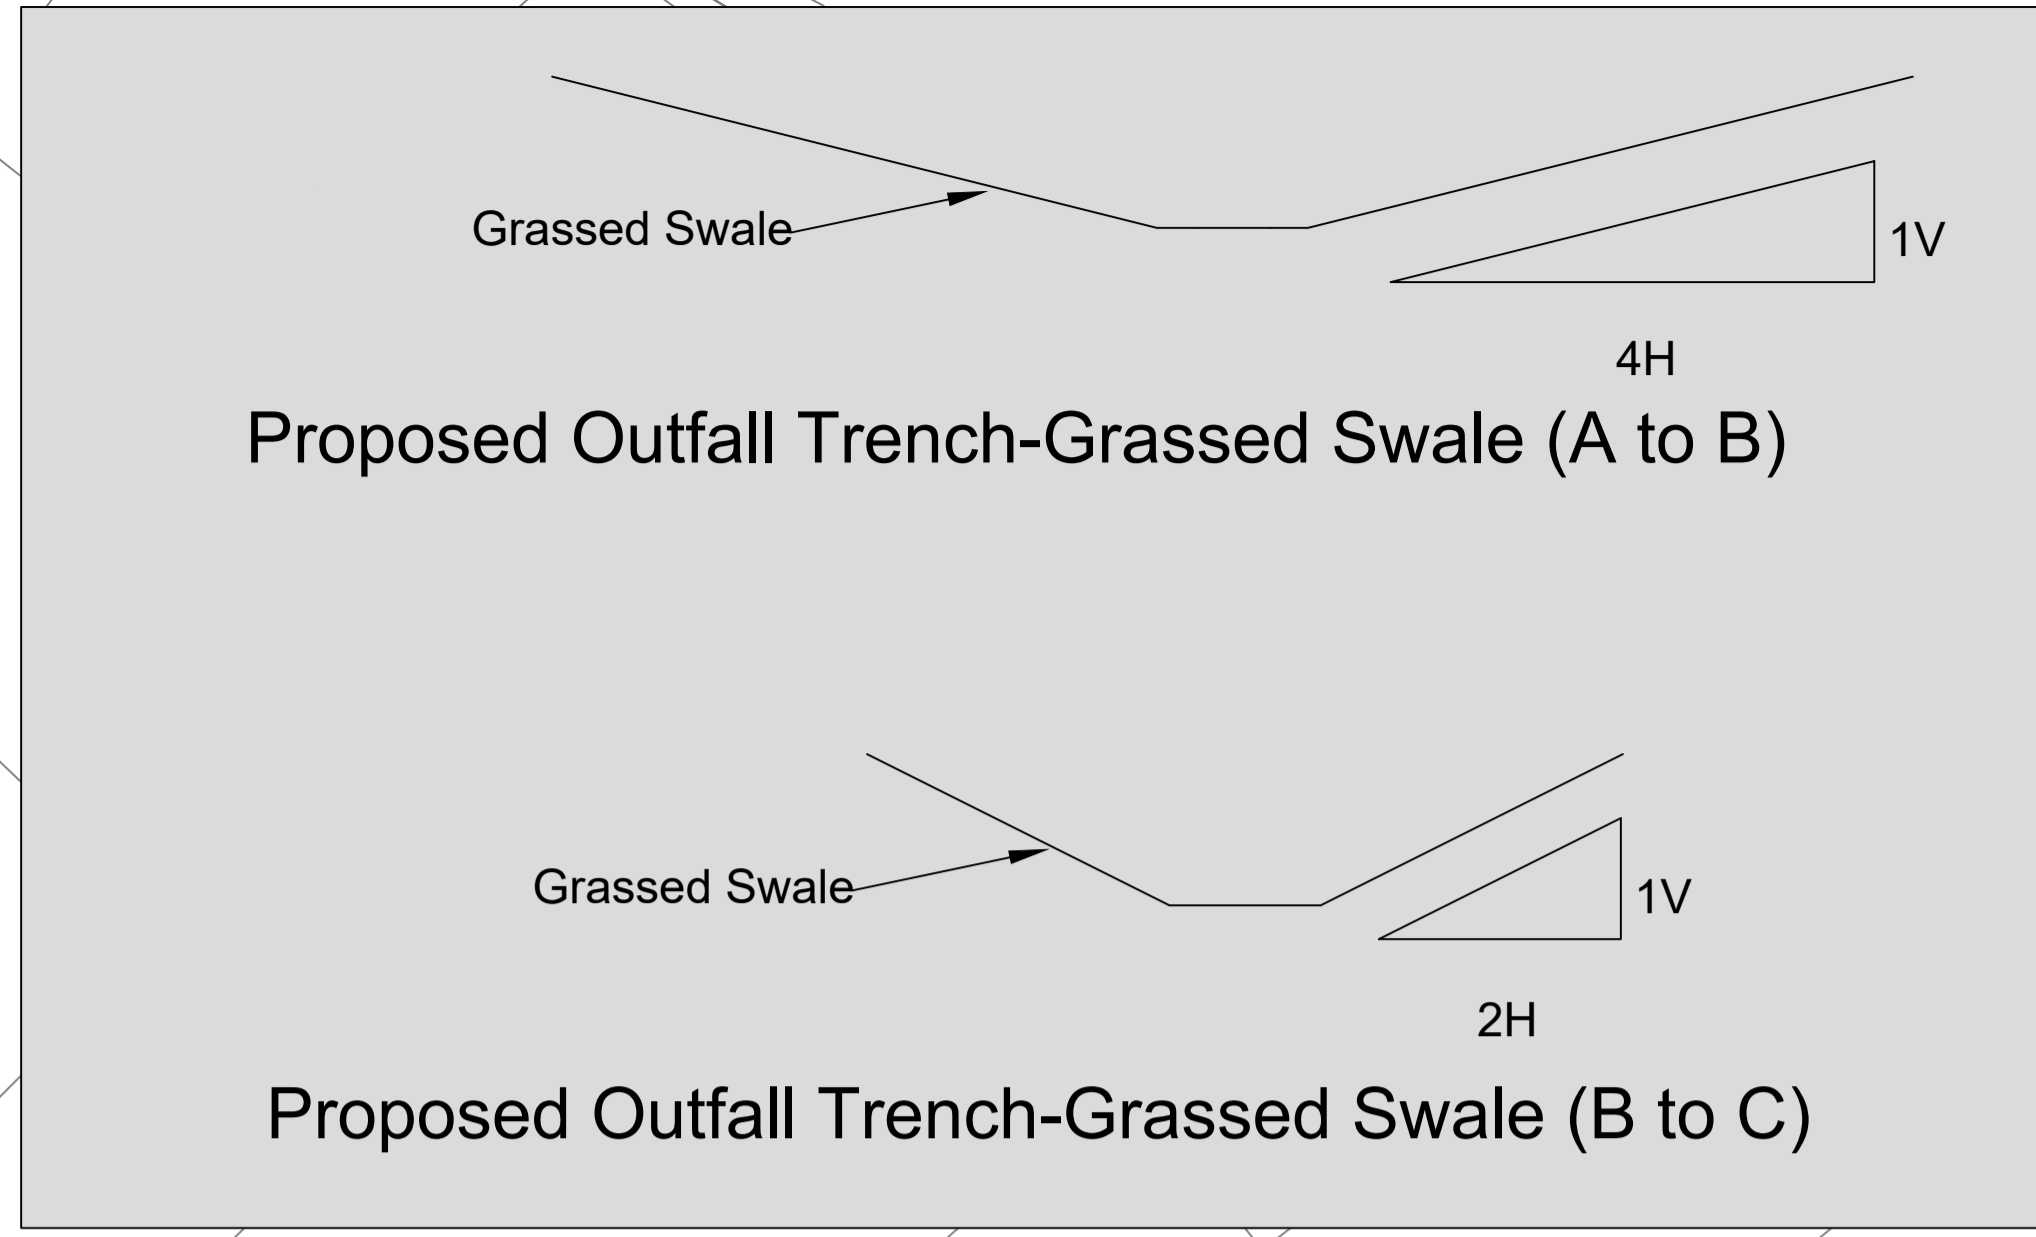 Grassed Swale
1V
4H
Proposed Outfall Trench-Grassed Swale (A to B)
Grassed Swale
1V
2H
Proposed Outfall Trench-Grassed Swale (B to C)